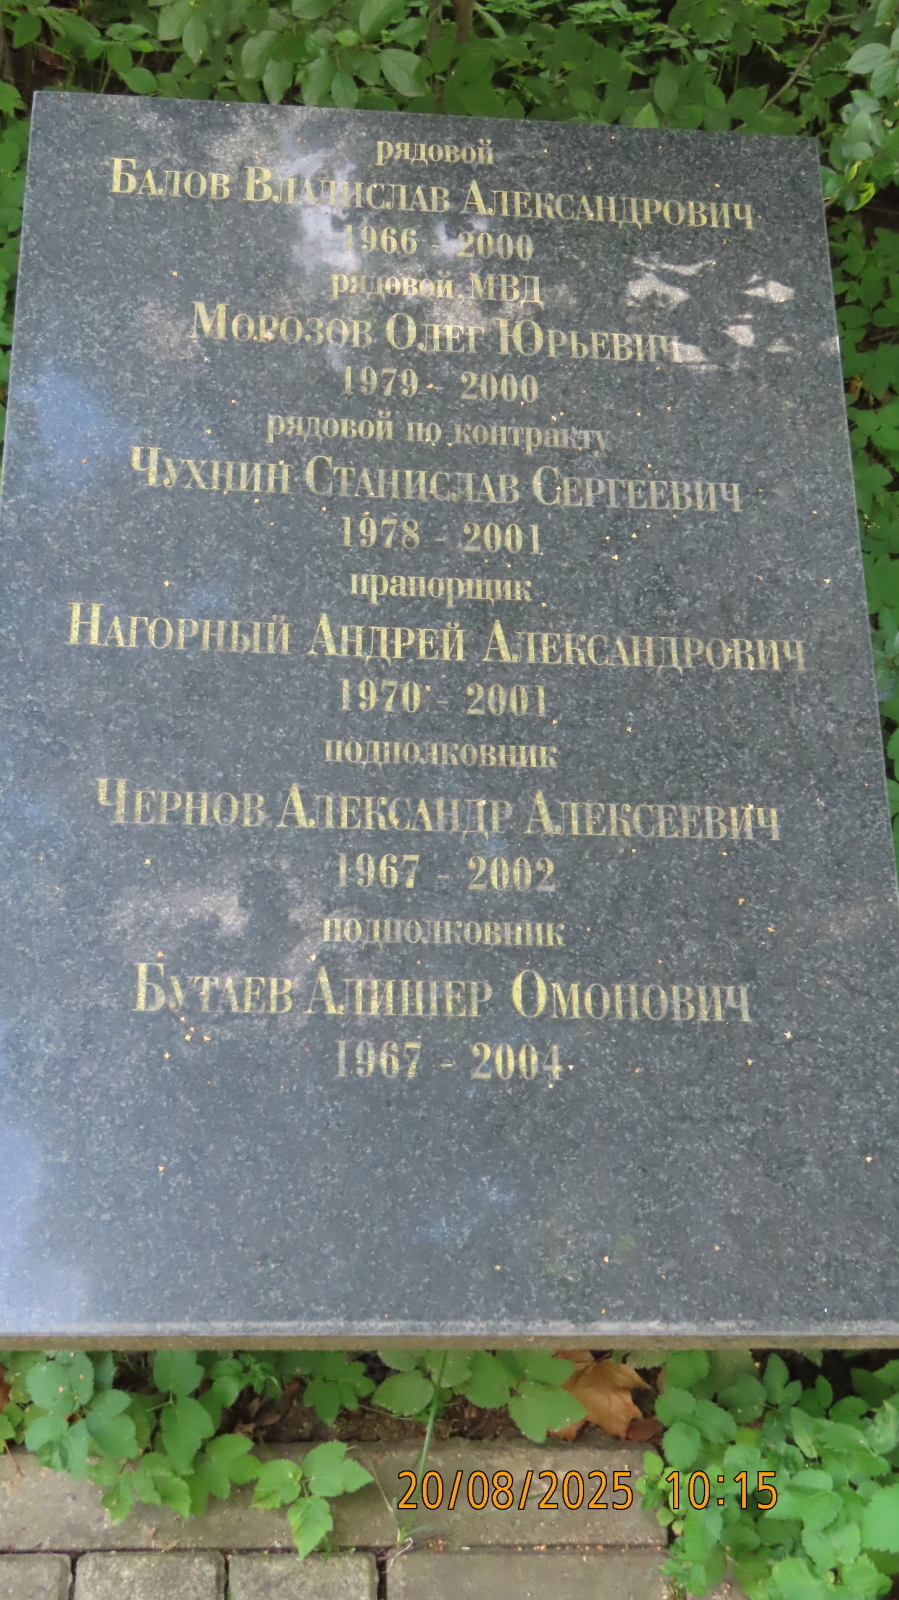 рядовой
Балов Владислав Александрович
1966 - 2000
рядовой МВД
Морозов Олег Юрьевич
1979 - 2000
рядовой по контракту
Чухнин Станислав Сергеевич
1978 - 2001
прапорщик
Нагорный Андрей Александрович
1970 - 2001
подполковник
Чернов Александр Алексеевич
1967 - 2002
подполковник
Бутаев Алишер Омонович
1967 - 2004
20/08/2025 10:15